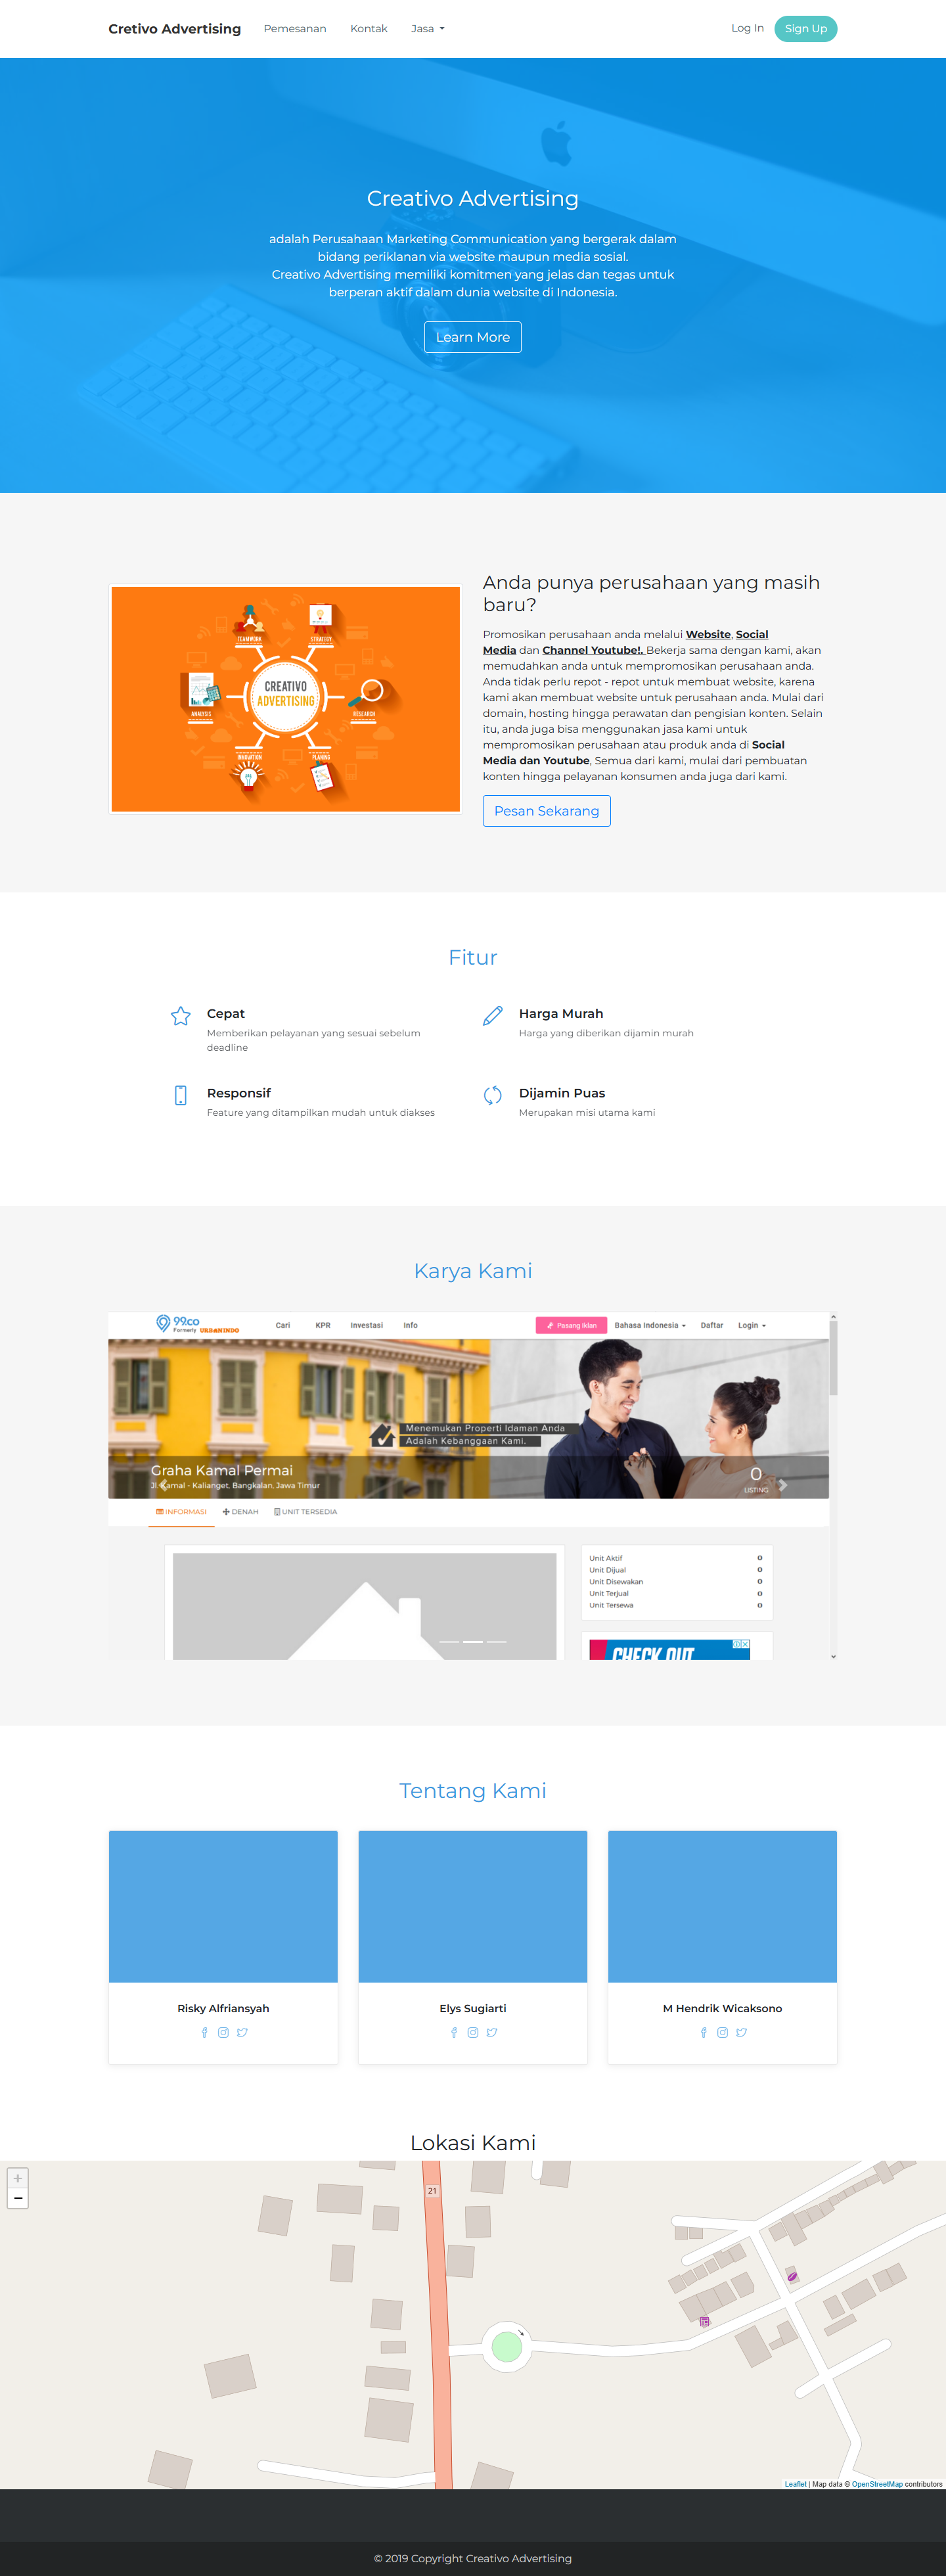 Cretivo Advertising Pemesanan Kontak Jasa Log In Sign Up
Creativo Advertising
adalah Perusahaan Marketing Communication yang bergerak dalam
bidang periklanan via website maupun media sosial.
Creativo Advertising memiliki komitmen yang jelas dan tegas untuk
berperan aktif dalam dunia website di Indonesia.
Learn More
TEAMWORK STRATEGY
CREATIVO
ADVERTISING
ANALYSIS RESEARCH
INNOVATION PLANING
Anda punya perusahaan yang masih
baru?
Promosikan perusahaan anda melalui Website, Social
Media dan Channel Youtube!. Bekerja sama dengan kami, akan
memudahkan anda untuk mempromosikan perusahaan anda.
Anda tidak perlu repot - repot untuk membuat website, karena
kami akan membuat website untuk perusahaan anda. Mulai dari
domain, hosting hingga perawatan dan pengisian konten. Selain
itu, anda juga bisa menggunakan jasa kami untuk
mempromosikan perusahaan atau produk anda di Social
Media dan Youtube, Semua dari kami, mulai dari pembuatan
konten hingga pelayanan konsumen anda juga dari kami.
Pesan Sekarang
Fitur
Cepat
Memberikan pelayanan yang sesuai sebelum
deadline
Harga Murah
Harga yang diberikan dijamin murah
Responsif
Feature yang ditampilkan mudah untuk diakses
Dijamin Puas
Merupakan misi utama kami
Karya Kami
99.co
Formerly URBANINDO
Cari KPR Investasi Info Pasang Iklan Bahasa Indonesia Daftar Login
Menemukan Properti Idaman Anda
Adalah Kebanggaan Kami.
Graha Kamal Permai
Jl. Kamal - Kalianget, Bangkalan, Jawa Timur
0
LISTING
INFORMASI DENAH UNIT TERSEDIA
Unit Aktif 0
Unit Dijual 0
Unit Disewakan 0
Unit Terjual 0
Unit Tersewa 0
CHECK OUT
Tentang Kami
Risky Alfriansyah
Elys Sugiarti
M Hendrik Wicaksono
Lokasi Kami
+
−
21
Leaflet | Map data © OpenStreetMap contributors
© 2019 Copyright Creativo Advertising